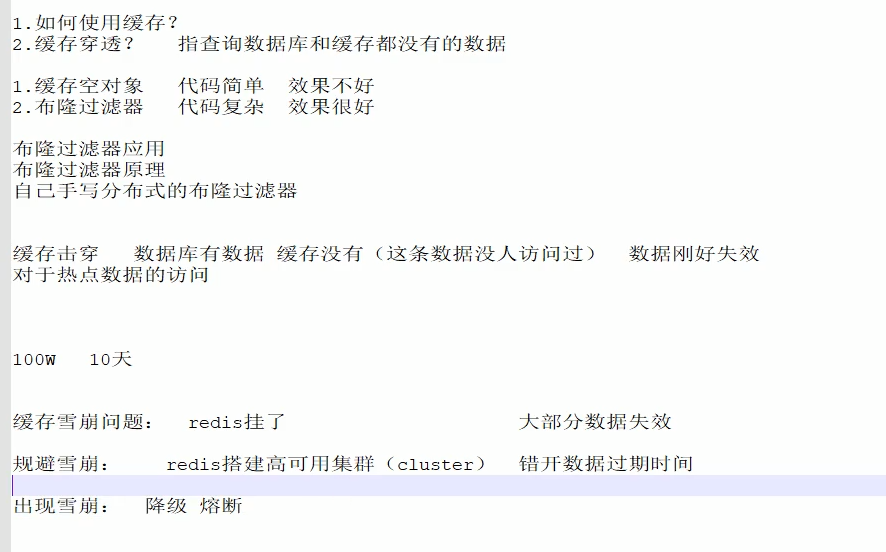 1.如何使用缓存？
2.缓存穿透？ 指查询数据库和缓存都没有的数据
1.缓存空对象 代码简单 效果不好
2.布隆过滤器 代码复杂 效果很好
布隆过滤器应用
布隆过滤器原理
自己手写分布式的布隆过滤器
缓存击穿 数据库有数据 缓存没有（这条数据没人访问过） 数据刚好失效
对于热点数据的访问
100W 10天
缓存雪崩问题： redis挂了 大部分数据失效
规避雪崩： redis搭建高可用集群（cluster） 错开数据过期时间
出现雪崩： 降级 熔断